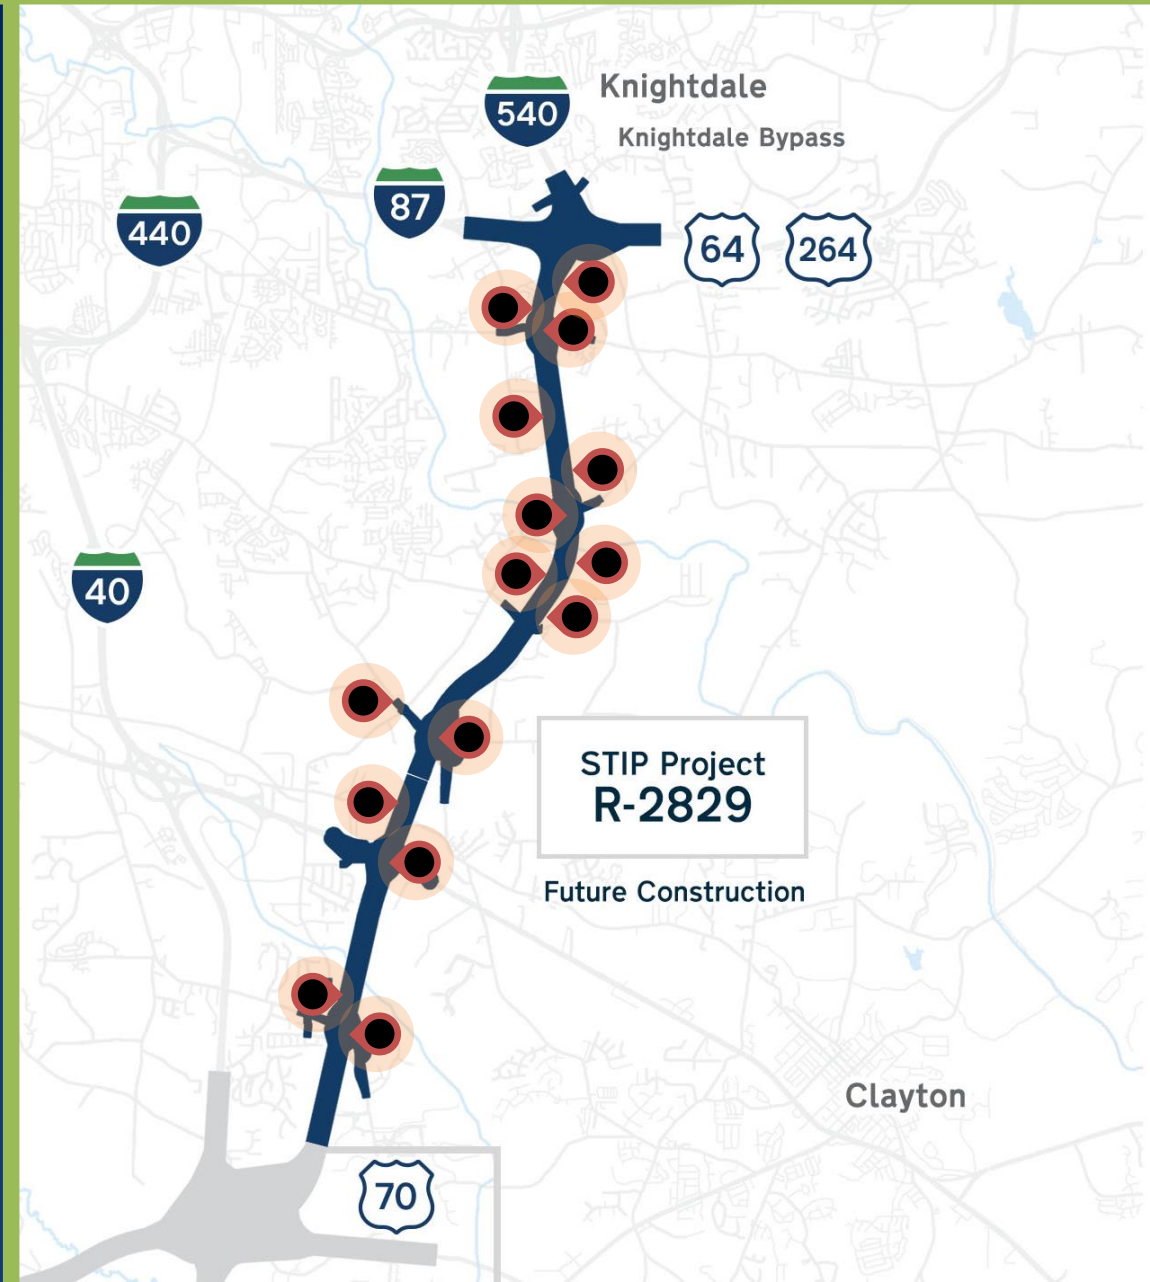 540
Knightdale
Knightdale Bypass
87
440
64
264
40
STIP Project
R-2829
Future Construction
Clayton
70